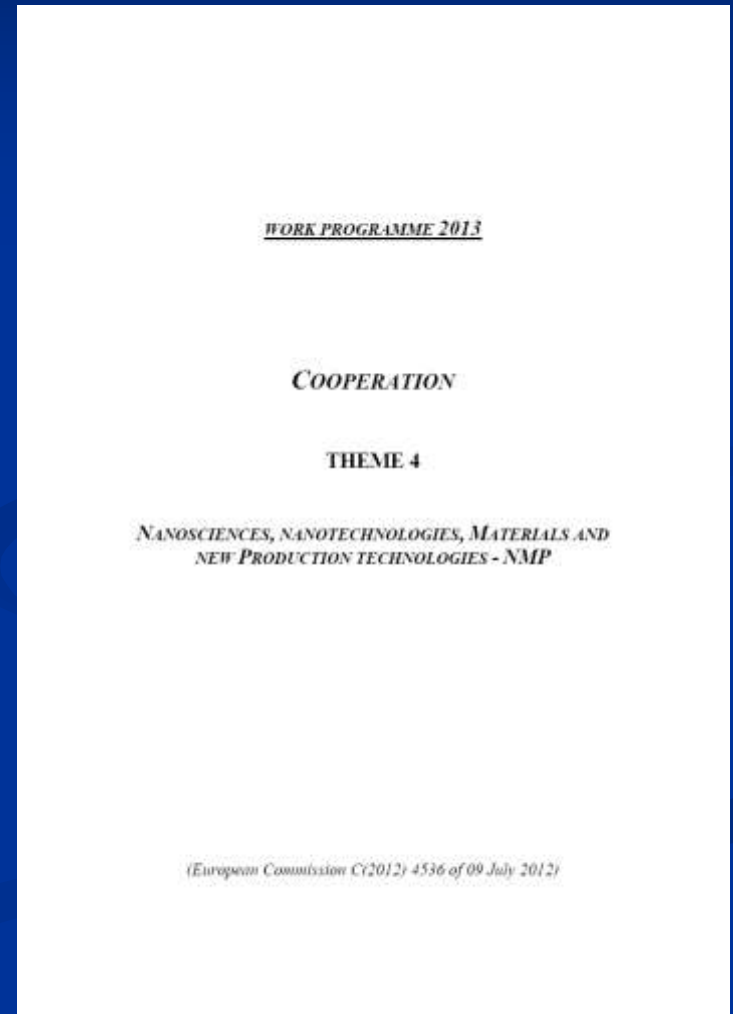 WORK PROGRAMME 2013
COOPERATION
THEME 4
NANOSCIENCES, NANOTECHNOLOGIES, MATERIALS AND
NEW PRODUCTION TECHNOLOGIES - NMP
(European Commission C(2012) 4536 of 09 July 2012)